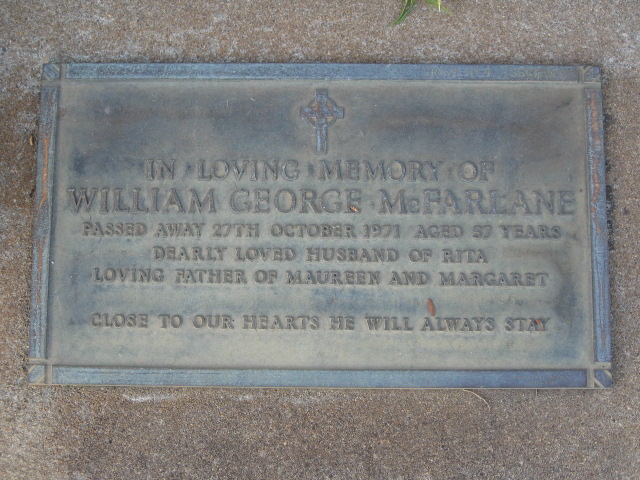 IN LOVING MEMORY OF
WILLIAM GEORGE McFARLANE
PASSED AWAY 27TH OCTOBER 1971 AGED 57 YEARS
DEARLY LOVED HUSBAND OF RITA
LOVING FATHER OF MAUREEN AND MARGARET
CLOSE TO OUR HEARTS HE WILL ALWAYS STAY